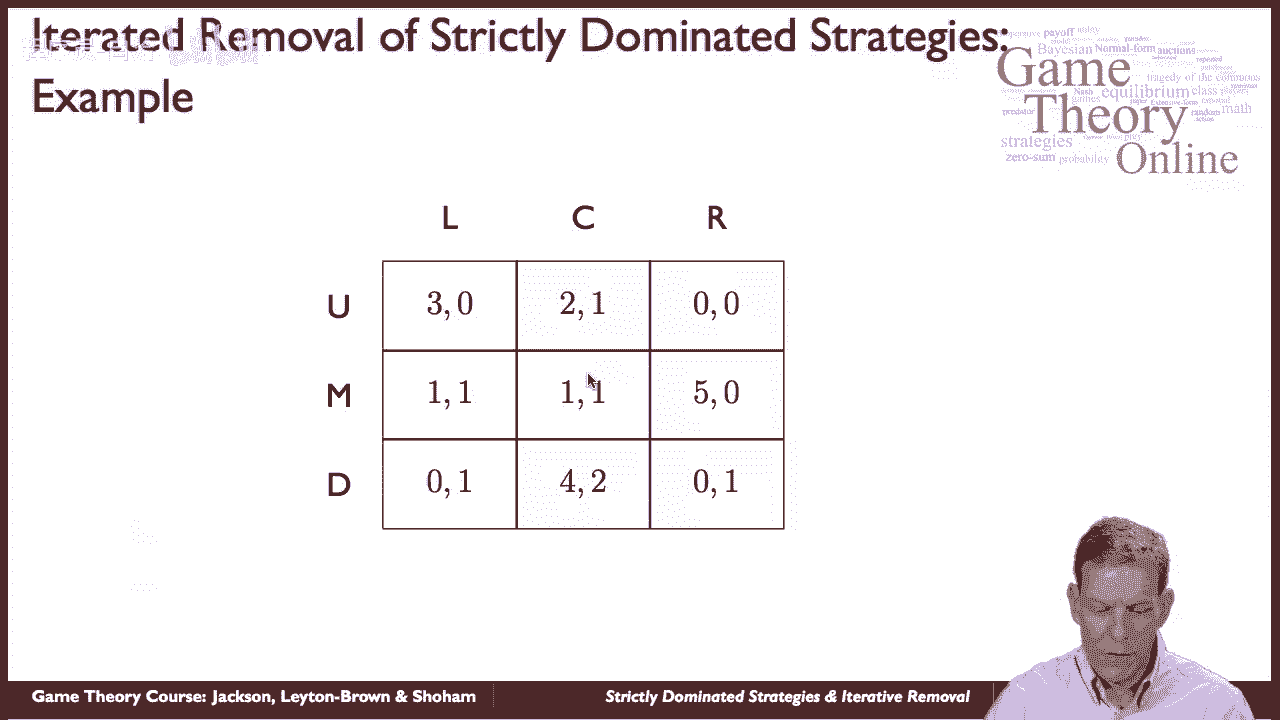 Iterated Removal of Strictly Dominated Strategies:
Example
payoff
Bayesian Normal-form auctions
Game
tragedy of the commons
Nash equilibrium class
games
Theory math
predator random
strategies
zero-sum probability Online
L C R
U 3, 0 2, 1 0, 0
M 1, 1 1, 1 5, 0
D 0, 1 4, 2 0, 1
Game Theory Course: Jackson, Leyton-Brown & Shoham Strictly Dominated Strategies & Iterative Removal